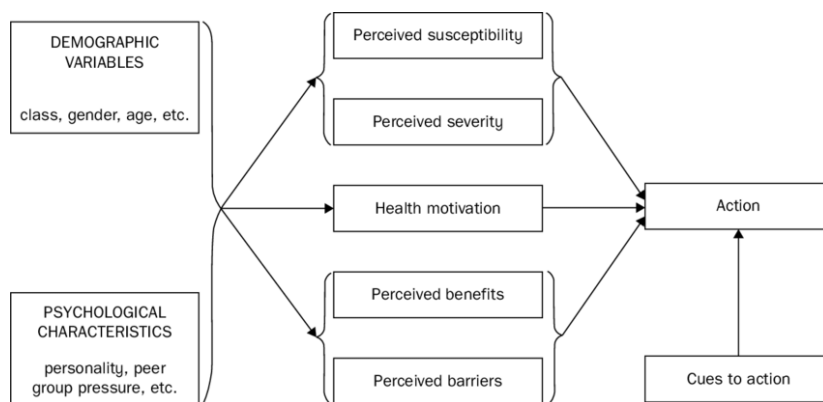 DEMOGRAPHIC
VARIABLES
class, gender, age, etc.
PSYCHOLOGICAL
CHARACTERISTICS
personality, peer
group pressure, etc.
Perceived susceptibility
Perceived severity
Health motivation
Perceived benefits
Perceived barriers
Action
Cues to action